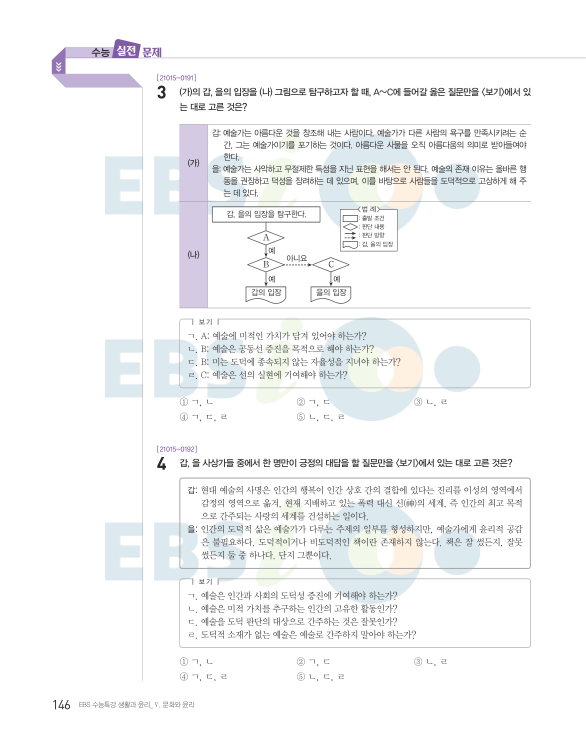 수능 실전 문제
[21015-0191]
3 (가)의 갑, 을의 입장을 (나) 그림으로 탐구하고자 할 때, A~C에 들어갈 옳은 질문만을 <보기>에서 있
는 대로 고른 것은?
(가)
갑: 예술가는 아름다운 것을 창조해 내는 사람이다. 예술가가 다른 사람의 욕구를 만족시키려는 순
간, 그는 예술가이기를 포기하는 것이다. 아름다운 사물을 오직 아름다움의 의미로 받아들여야
한다.
을: 예술가는 사악하고 무절제한 특성을 지닌 표현을 해서는 안 된다. 예술의 존재 이유는 올바른 행
동을 권장하고 덕성을 장려하는 데 있으며, 이를 바탕으로 사람들을 도덕적으로 고상하게 해 주
는 데 있다.
(나)
갑, 을의 입장을 탐구한다.
<범 례>
: 출발 조건
: 판단 내용
: 판단 방향
: 갑, 을의 입장
A
예
B
아니요
C
예
예
갑의 입장
을의 입장
보기
ㄱ. A: 예술에 미적인 가치가 담겨 있어야 하는가?
ㄴ. B: 예술은 공동선 증진을 목적으로 해야 하는가?
ㄷ. B: 미는 도덕에 종속되지 않는 자율성을 지녀야 하는가?
ㄹ. C: 예술은 선의 실현에 기여해야 하는가?
① ㄱ, ㄴ ② ㄱ, ㄷ ③ ㄴ, ㄹ
④ ㄱ, ㄷ, ㄹ ⑤ ㄴ, ㄷ, ㄹ
[21015-0192]
4 갑, 을 사상가들 중에서 한 명만이 긍정의 대답을 할 질문만을 <보기>에서 있는 대로 고른 것은?
갑: 현대 예술의 사명은 인간의 행복이 인간 상호 간의 결합에 있다는 진리를 이성의 영역에서
감정의 영역으로 옮겨, 현재 지배하고 있는 폭력 대신 신(神)의 세계, 즉 인간의 최고 목적
으로 간주되는 사랑의 세계를 건설하는 일이다.
을: 인간의 도덕적 삶은 예술가가 다루는 주제의 일부를 형성하지만, 예술가에게 윤리적 공감
은 불필요하다. 도덕적이거나 비도덕적인 책이란 존재하지 않는다. 책은 잘 썼든지, 잘못
썼든지 둘 중 하나다. 단지 그뿐이다.
보기
ㄱ. 예술은 인간과 사회의 도덕성 증진에 기여해야 하는가?
ㄴ. 예술은 미적 가치를 추구하는 인간의 고유한 활동인가?
ㄷ. 예술을 도덕 판단의 대상으로 간주하는 것은 잘못인가?
ㄹ. 도덕적 소재가 없는 예술은 예술로 간주하지 말아야 하는가?
① ㄱ, ㄴ ② ㄱ, ㄷ ③ ㄴ, ㄹ
④ ㄱ, ㄷ, ㄹ ⑤ ㄴ, ㄷ, ㄹ
146 EBS 수능특강 생활과 윤리_ V. 문화와 윤리
EBSi
EBSi
EBSi